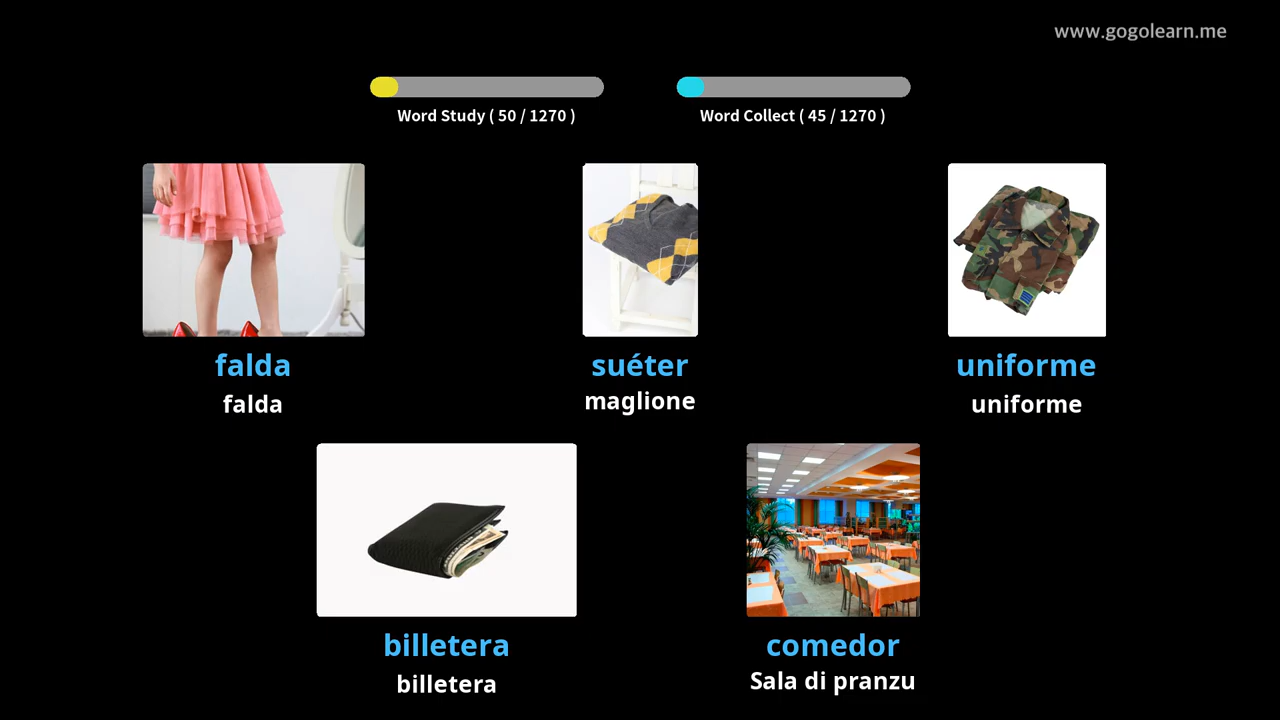 www.gogolearn.me
Word Study ( 50 / 1270 )
Word Collect ( 45 / 1270 )
falda
falda
suéter
maglione
uniforme
uniforme
billetera
billetera
comedor
Sala di pranzu